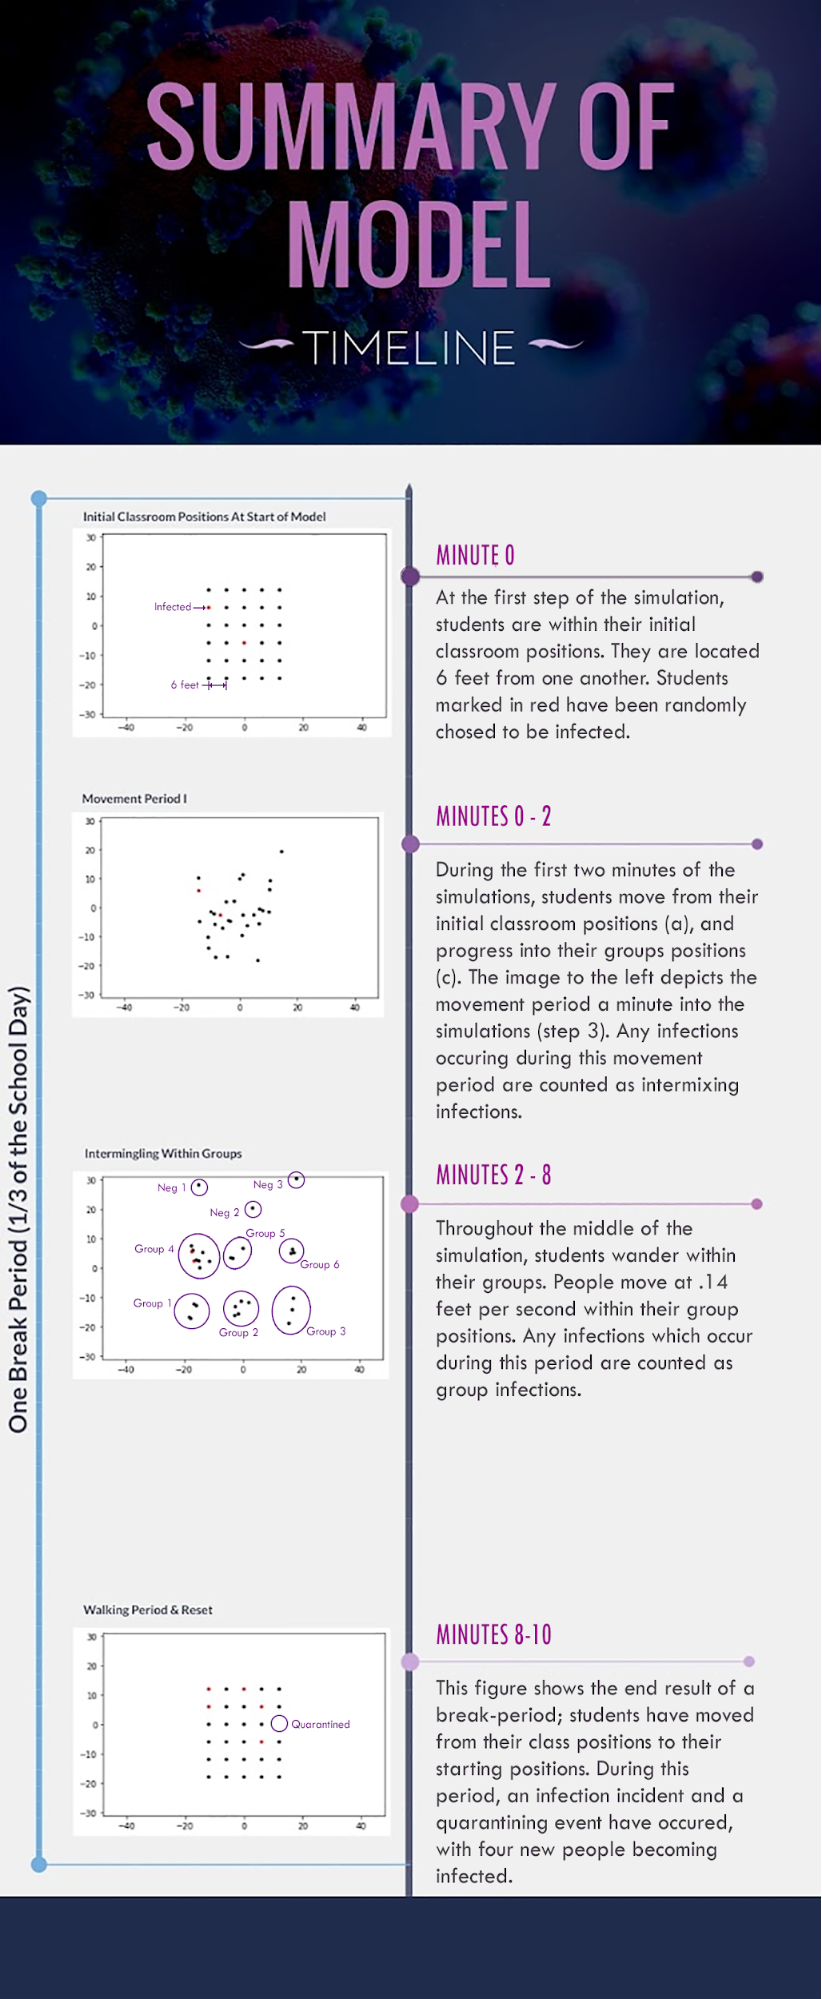 SUMMARY OF
MODEL
TIMELINE
One Break Period (1/3 of the School Day)
Initial Classroom Positions At Start of Model
30
20
10
0
−10
−20
−30
−40
−20
0
20
40
Infected
6 feet
MINUTE 0
At the first step of the simulation,
students are within their initial
classroom positions. They are located
6 feet from one another. Students
marked in red have been randomly
chosed to be infected.
Movement Period I
30
20
10
0
−10
−20
−30
−40
−20
0
20
40
MINUTES 0 - 2
During the first two minutes of the
simulations, students move from their
initial classroom positions (a), and
progress into their groups positions
(c). The image to the left depicts the
movement period a minute into the
simulations (step 3). Any infections
occuring during this movement
period are counted as intermixing
infections.
Intermingling Within Groups
30
20
10
0
−10
−20
−30
−40
−20
0
20
40
Neg 1
Neg 3
Neg 2
Group 5
Group 4
Group 6
Group 1
Group 2
Group 3
MINUTES 2 - 8
Throughout the middle of the
simulation, students wander within
their groups. People move at .14
feet per second within their group
positions. Any infections which occur
during this period are counted as
group infections.
Walking Period & Reset
30
20
10
0
−10
−20
−30
−40
−20
0
20
40
Quarantined
MINUTES 8-10
This figure shows the end result of a
break-period; students have moved
from their class positions to their
starting positions. During this
period, an infection incident and a
quarantining event have occured,
with four new people becoming
infected.